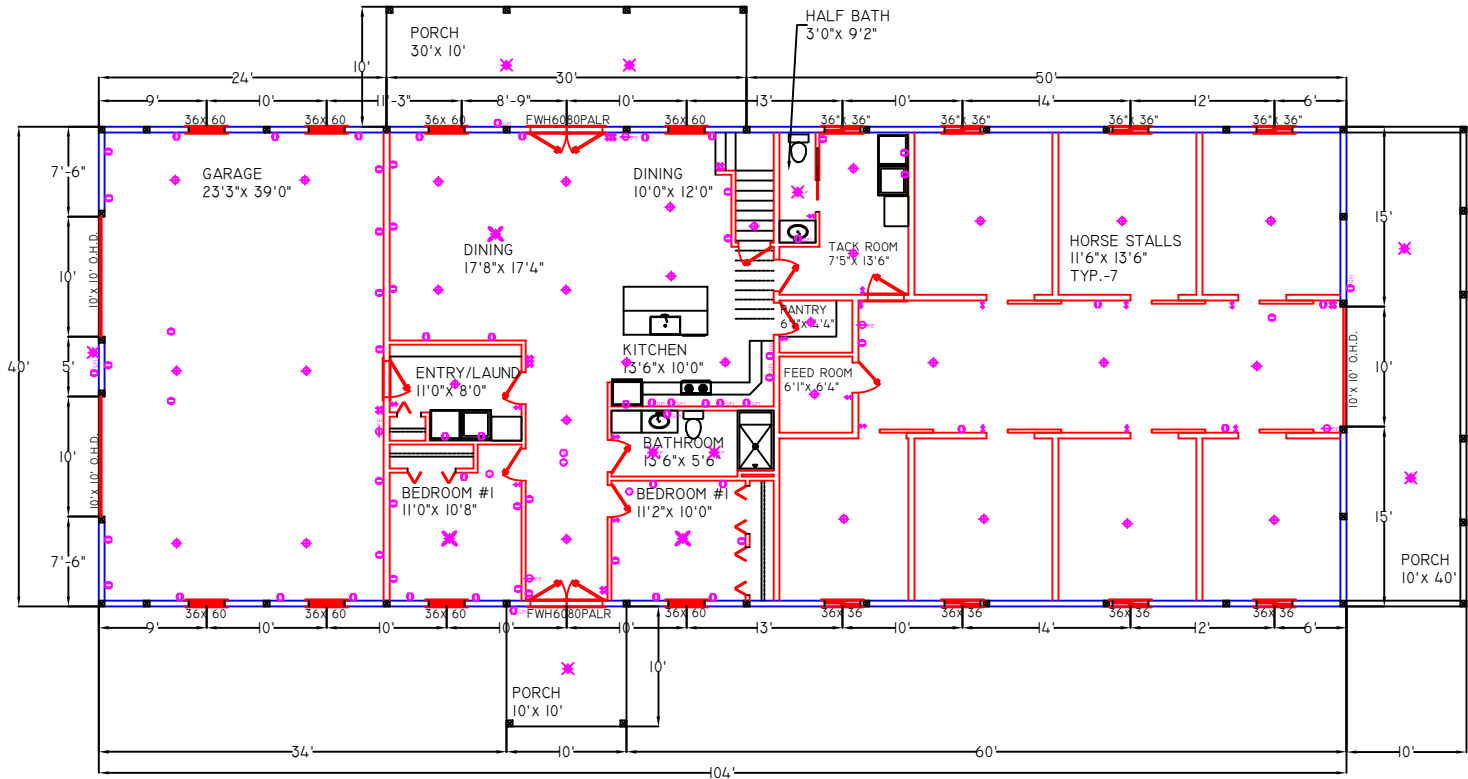 HALF BATH
3'0"x 9'2"
PORCH
30'x 10'
10'
24'
30'
50'
9'
10'
11'-3"
8'-9"
10'
13'
10'
14'
12'
6'
36x 60
36x 60
36x 60
FWH6080PALR
36x 60
36"x 36"
36"x 36"
36"x 36"
36"x 36"
7'-6"
GARAGE
23'3"x 39'0"
DINING
10'0"x 12'0"
15'
10'x 10' O.H.D.
DINING
17'8"x 17'4"
TACK ROOM
7'5"x 13'6"
HORSE STALLS
11'6"x 13'6"
TYP.-7
10'
PANTRY
KITCHEN
13'6"x 10'0"
40'
5'
ENTRY/LAUND
11'0"x 8'0"
FEED ROOM
6'1"x 6'4"
10'x 10' O.H.D.
10'
10'
10'x 10' O.H.D
BATHROOM
13'6"x 5'6"
BEDROOM #1
11'0"x 10'8"
BEDROOM #1
11'2"x 10'0"
15'
7'-6"
PORCH
10'x 40'
36x 60
36x 60
36x 60
FWH6080PALR
36x 60
36x 36
36x 36
36x 36
36x 36
9'
10'
10'
10'
10'
13'
10'
14'
12'
6'
10'
PORCH
10'x 10'
34'
10'
60'
10'
104'